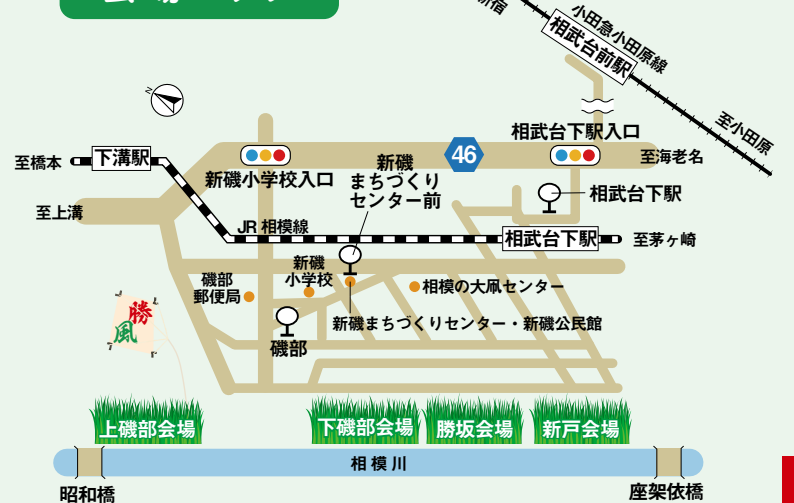 新宿
小田急小田原線
相武台前駅
至小田原
N
相武台下駅入口
46
至橋本
下溝駅
新磯小学校入口
新磯
まちづくり
センター前
至海老名
相武台下駅
至上溝
JR 相模線
相武台下駅
至茅ヶ崎
磯部
郵便局
新磯
小学校
相模の大凧センター
新磯まちづくりセンター・新磯公民館
磯部
勝
風
上磯部会場
下磯部会場
勝坂会場
新戸会場
相模川
昭和橋
座架依橋